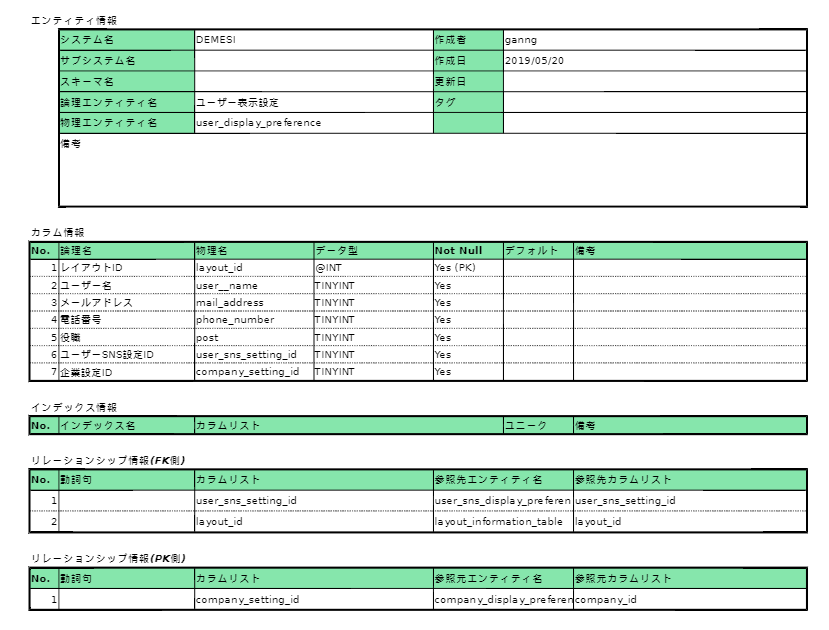 エンティティ情報
システム名 DEMESI 作成者 ganng
サブシステム名 作成日 2019/05/20
スキーマ名 更新日
論理エンティティ名 ユーザー表示設定 タグ
物理エンティティ名 user_display_preference
備考
カラム情報
No. 論理名 物理名 データ型 Not Null デフォルト 備考
1 レイアウトID layout_id @INT Yes (PK)
2 ユーザー名 user__name TINYINT Yes
3 メールアドレス mail_address TINYINT Yes
4 電話番号 phone_number TINYINT Yes
5 役職 post TINYINT Yes
6 ユーザーSNS設定ID user_sns_setting_id TINYINT Yes
7 企業設定ID company_setting_id TINYINT Yes
インデックス情報
No. インデックス名 カラムリスト ユニーク 備考
リレーションシップ情報(FK側)
No. 動詞句 カラムリスト 参照先エンティティ名 参照先カラムリスト
1 user_sns_setting_id user_sns_display_preferen user_sns_setting_id
2 layout_id layout_information_table layout_id
リレーションシップ情報(PK側)
No. 動詞句 カラムリスト 参照元エンティティ名 参照元カラムリスト
1 company_setting_id company_display_preferen company_id